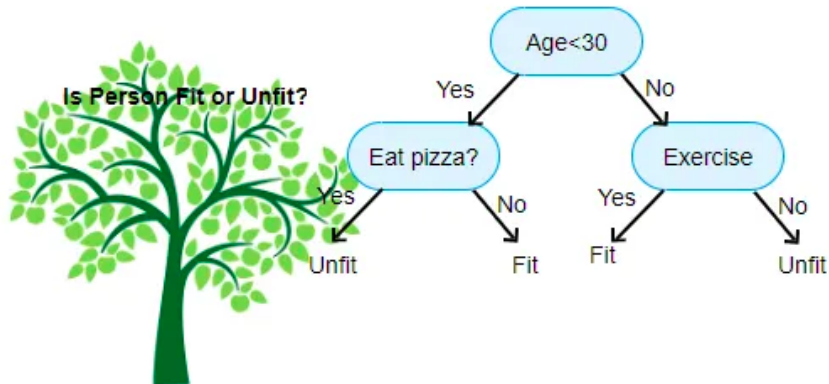 Is Person Fit or Unfit?
Age<30
Yes
No
Eat pizza?
Exercise
Yes
No
Yes
No
Unfit
Fit
Fit
Unfit